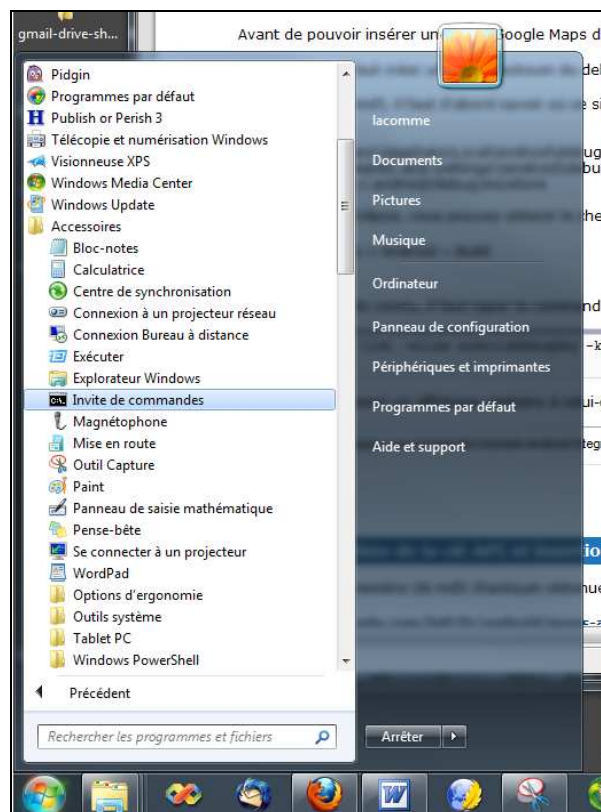 gmail-drive-sh...
Avant de pouvoir insérer un
oogle Maps d
Pidgin
Programmes par défaut
Publish or Perish 3
Télécopie et numérisation Windows
Visionneuse XPS
Windows Media Center
Windows Update
Accessoires
Bloc-notes
Calculatrice
Centre de synchronisation
Connexion à un projecteur réseau
Connexion Bureau à distance
Exécuter
Explorateur Windows
Invite de commandes
Magnétophone
Mise en route
Outil Capture
Paint
Panneau de saisie mathématique
Pense-bête
Se connecter à un projecteur
WordPad
Options d'ergonomie
Outils système
Tablet PC
Windows PowerShell
Précédent
Rechercher les programmes et fichiers
lacomme
Documents
Pictures
Musique
Ordinateur
Panneau de configuration
Périphériques et imprimantes
Programmes par défaut
Aide et support
Arrêter